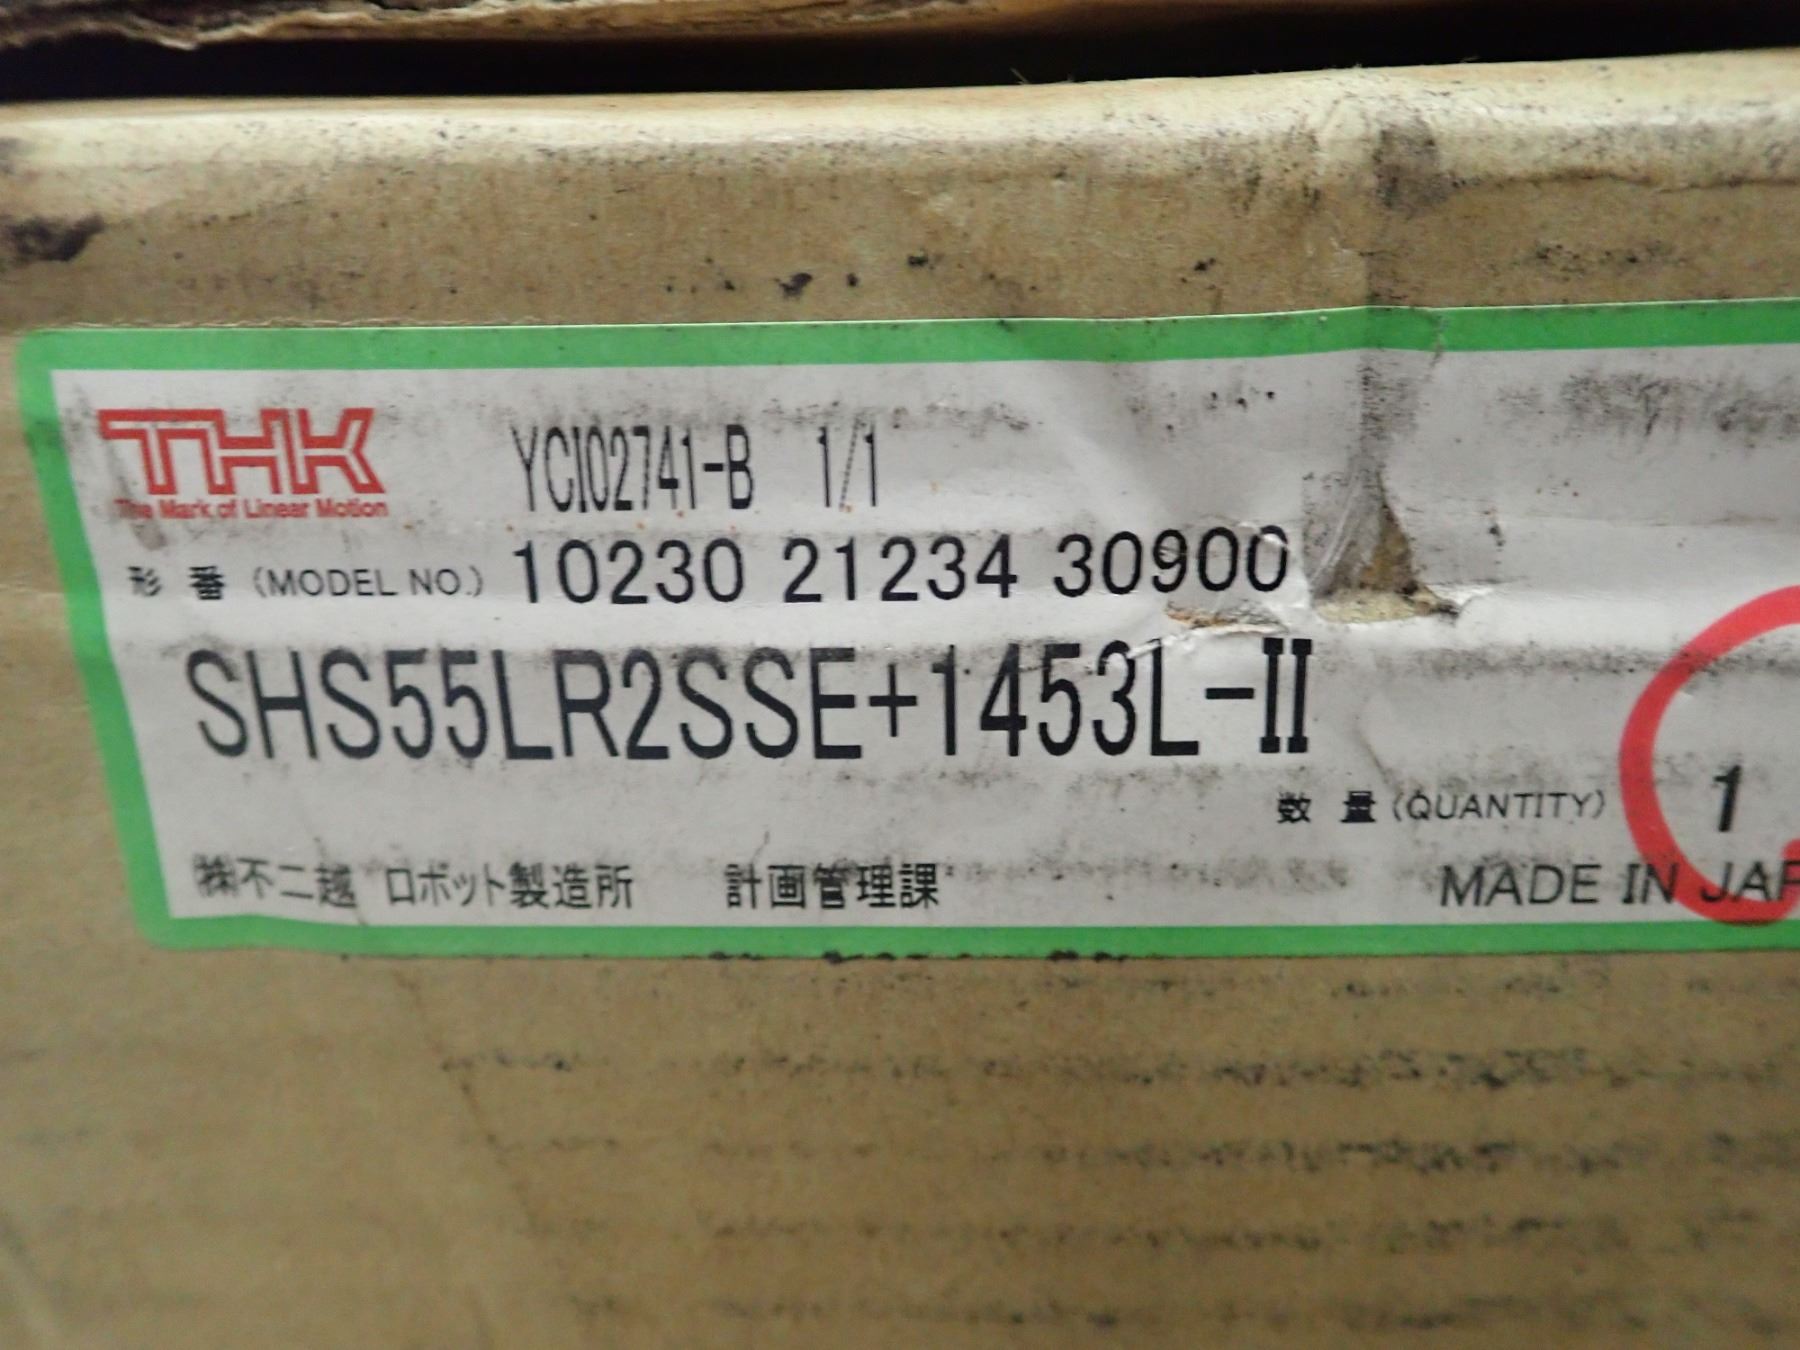 THK
The Mark of Linear Motion
YCI02741-B 1/1
形番 (MODEL NO.) 10230 21234 30900
SHS55LR2SSE+1453L-II
数量 (QUANTITY) 1
㈱不二越 ロボット製造所 計画管理課
MADE IN JAP